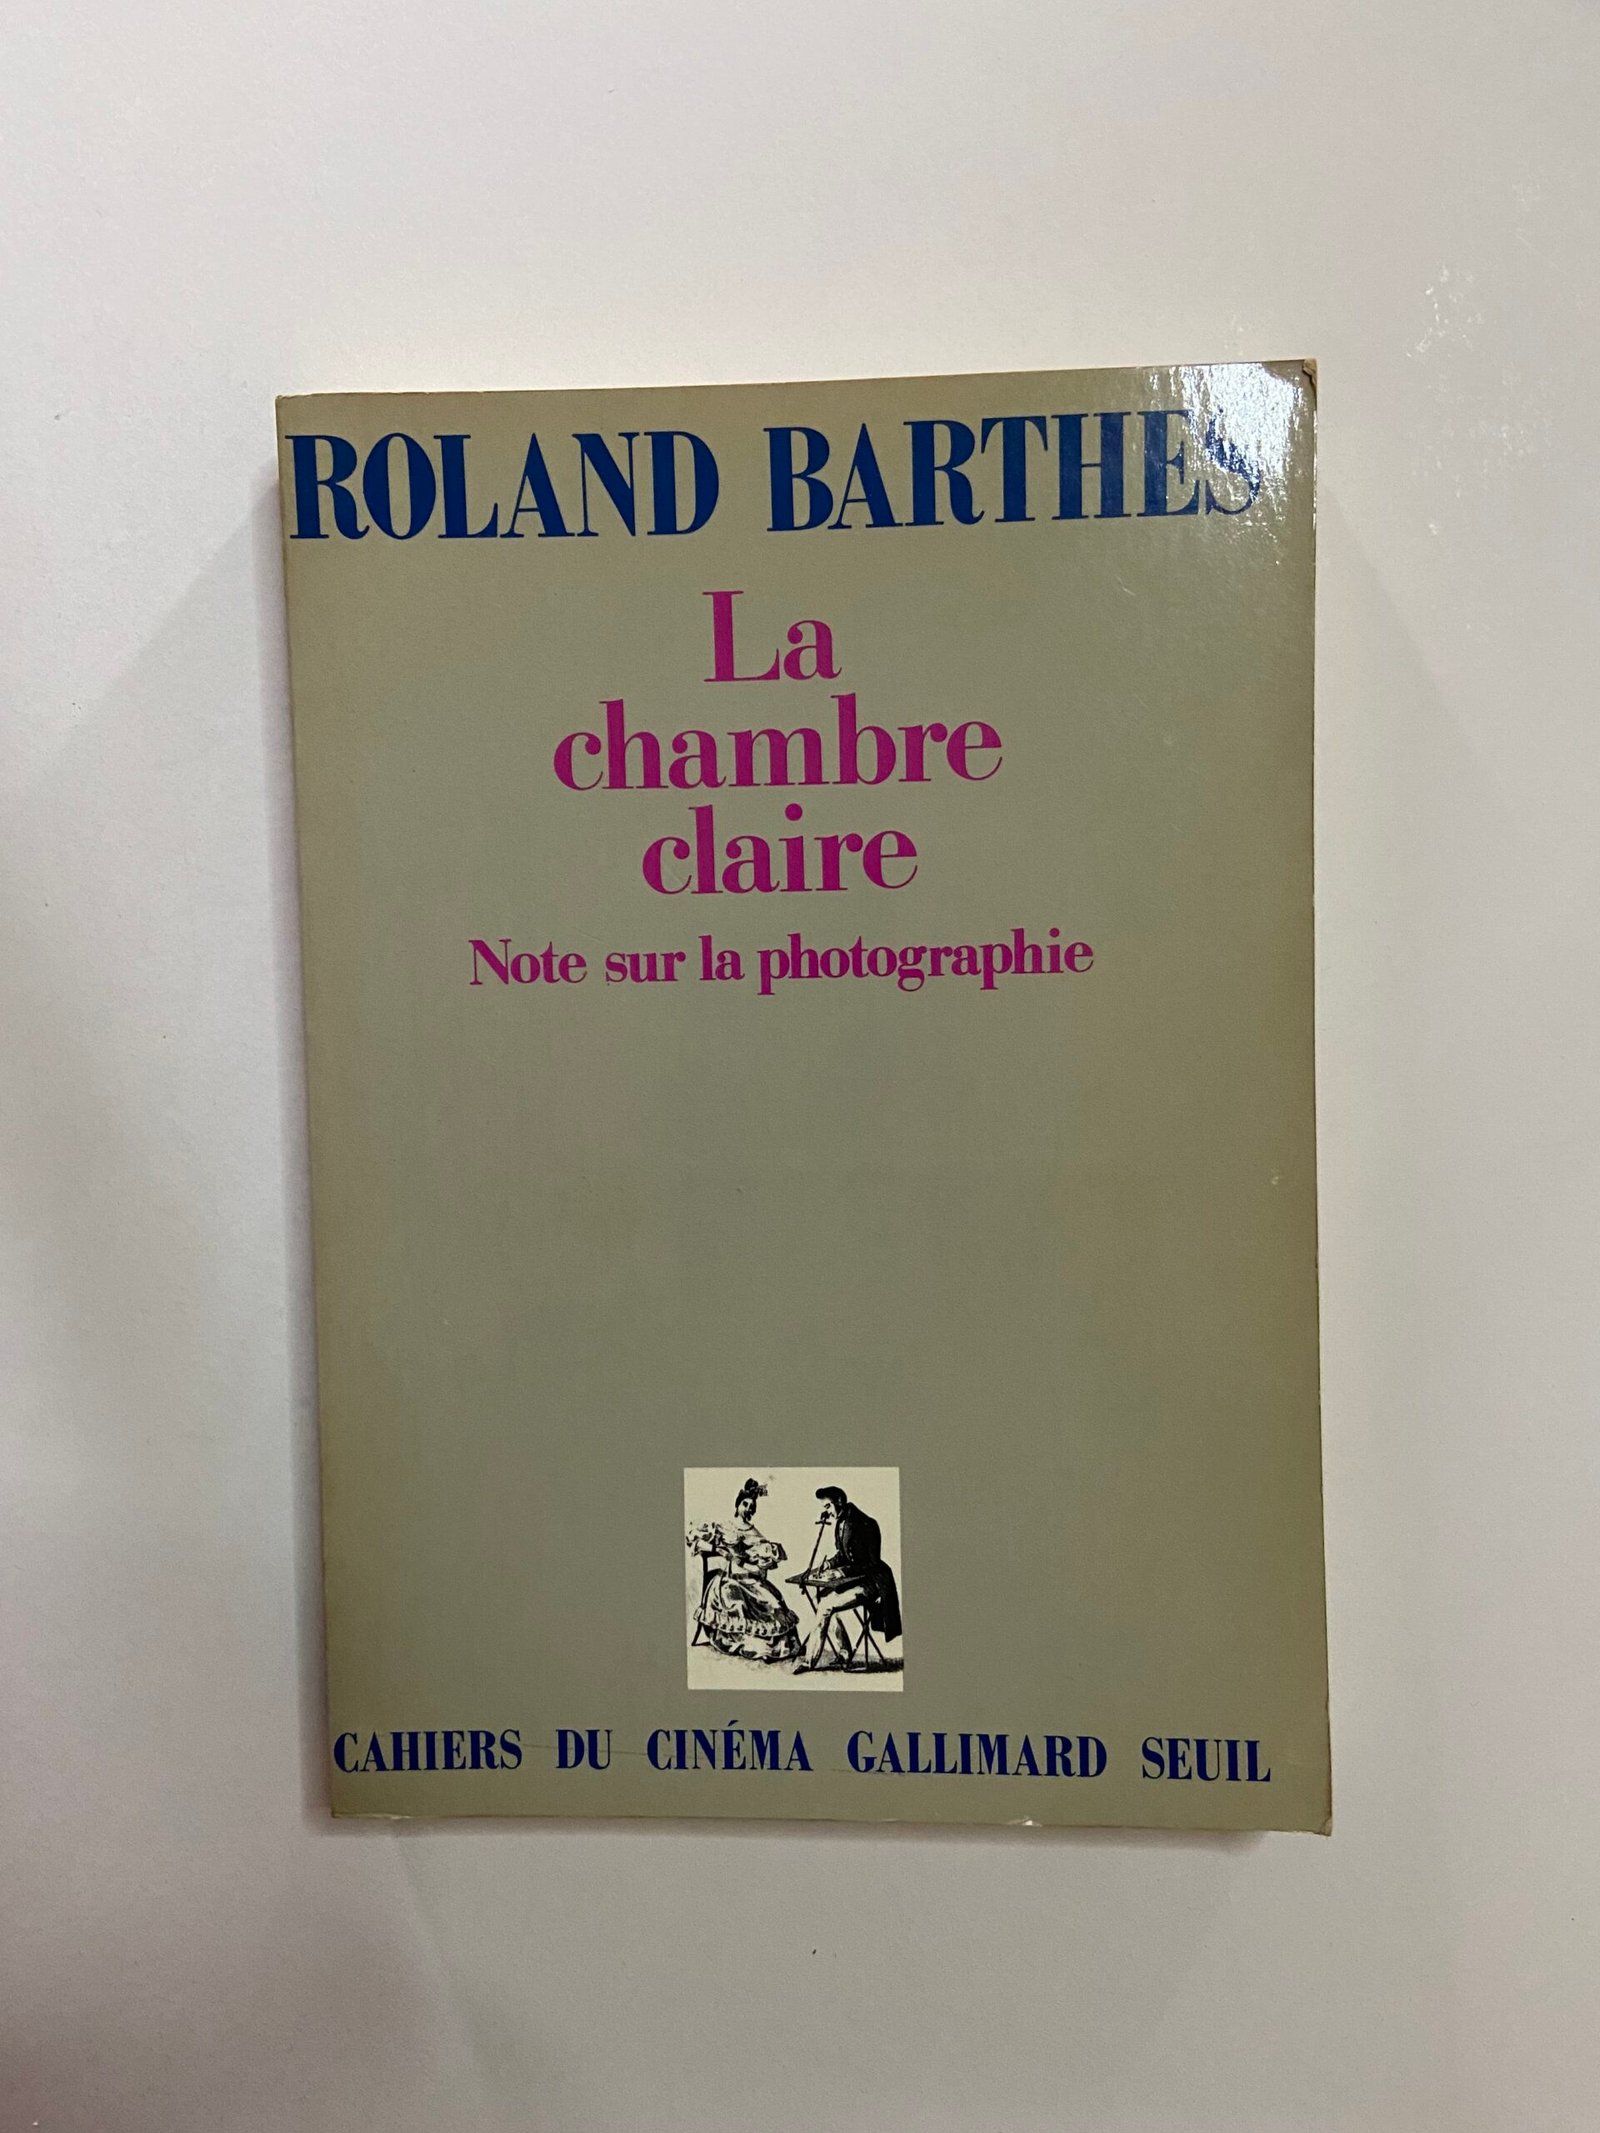 ROLAND BARTHES
La
chambre
claire
Note sur la photographie
CAHIERS DU CINÉMA GALLIMARD SEUIL